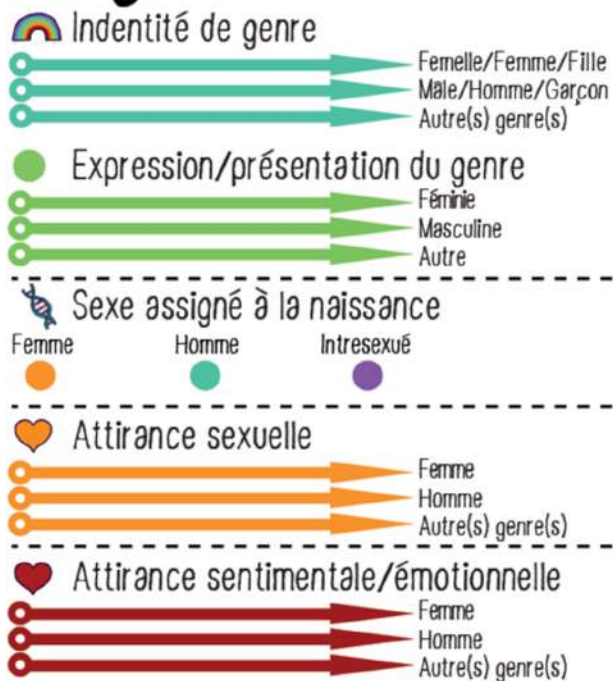 Indentité de genre
Femelle/Femme/Fille
Mâle/Homme/Garçon
Autre(s) genre(s)
Expression/présentation du genre
Féminie
Masculine
Autre
Sexe assigné à la naissance
Femme Homme Intresexué
Attirance sexuelle
Femme
Homme
Autre(s) genre(s)
Attirance sentimentale/émotionnelle
Femme
Homme
Autre(s) genre(s)